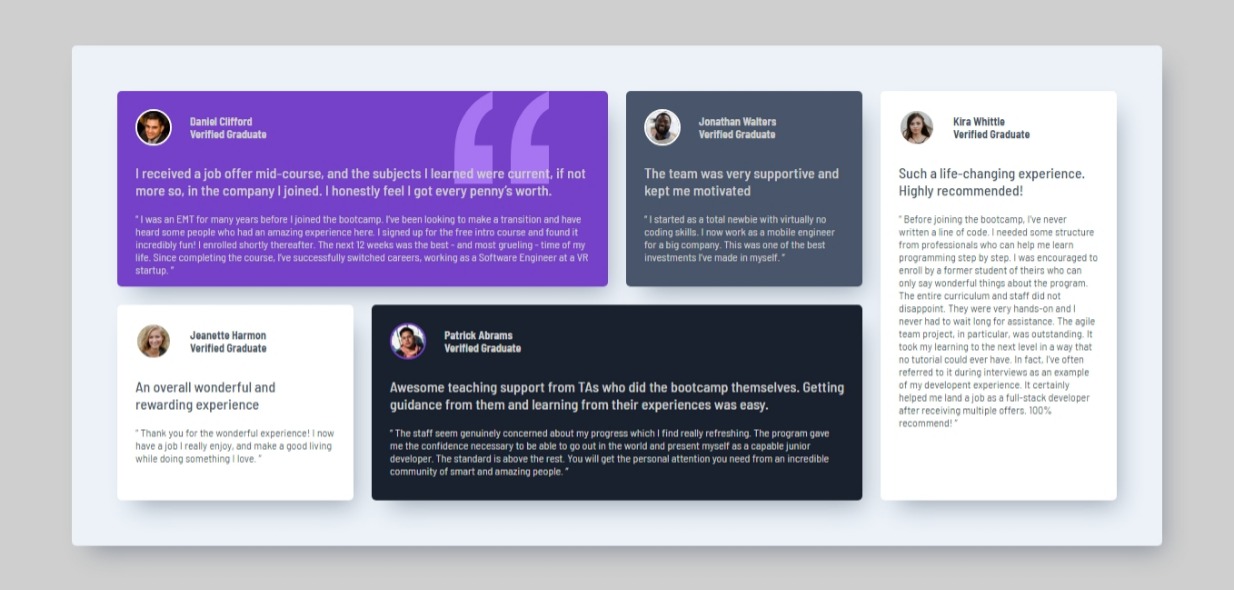 Daniel Clifford
Verified Graduate
I received a job offer mid-course, and the subjects I learned were current, if not
more so, in the company I joined. I honestly feel I got every penny’s worth.
“ I was an EMT for many years before I joined the bootcamp. I’ve been looking to make a transition and have
heard some people who had an amazing experience here. I signed up for the free intro course and found it
incredibly fun! I enrolled shortly thereafter. The next 12 weeks was the best - and most grueling - time of my
life. Since completing the course, I’ve successfully switched careers, working as a Software Engineer at a VR
startup. ”
Jonathan Walters
Verified Graduate
The team was very supportive and
kept me motivated
“ I started as a total newbie with virtually no
coding skills. I now work as a mobile engineer
for a big company. This was one of the best
investments I’ve made in myself. ”
Kira Whittle
Verified Graduate
Such a life-changing experience.
Highly recommended!
“ Before joining the bootcamp, I’ve never
written a line of code. I needed some structure
from professionals who can help me learn
programming step by step. I was encouraged to
enroll by a former student of theirs who can
only say wonderful things about the program.
The entire curriculum and staff did not
disappoint. They were very hands-on and I
never had to wait long for assistance. The agile
team project, in particular, was outstanding. It
took my learning to the next level in a way that
no tutorial could ever have. In fact, I’ve often
referred to it during interviews as an example
of my developent experience. It certainly
helped me land a job as a full-stack developer
after receiving multiple offers. 100%
recommend! ”
Jeanette Harmon
Verified Graduate
An overall wonderful and
rewarding experience
“ Thank you for the wonderful experience! I now
have a job I really enjoy, and make a good living
while doing something I love. ”
Patrick Abrams
Verified Graduate
Awesome teaching support from TAs who did the bootcamp themselves. Getting
guidance from them and learning from their experiences was easy.
“ The staff seem genuinely concerned about my progress which I find really refreshing. The program gave
me the confidence necessary to be able to go out in the world and present myself as a capable junior
developer. The standard is above the rest. You will get the personal attention you need from an incredible
community of smart and amazing people. ”